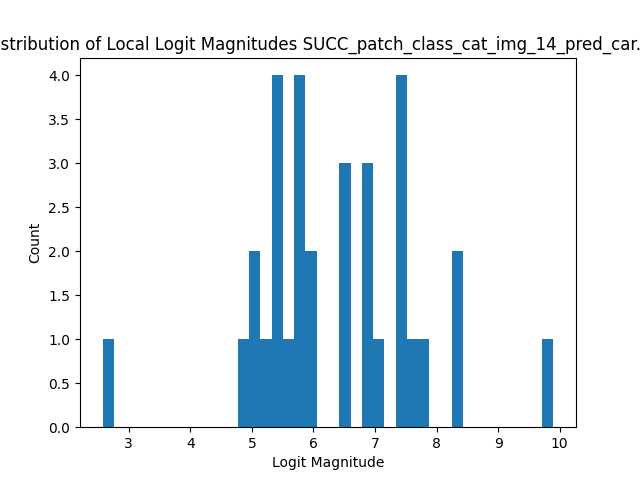 stribution of Local Logit Magnitudes SUCC_patch_class_cat_img_14_pred_car.
4.0
3.5
3.0
2.5
2.0
1.5
1.0
0.5
0.0
Count
3 4 5 6 7 8 9 10
Logit Magnitude